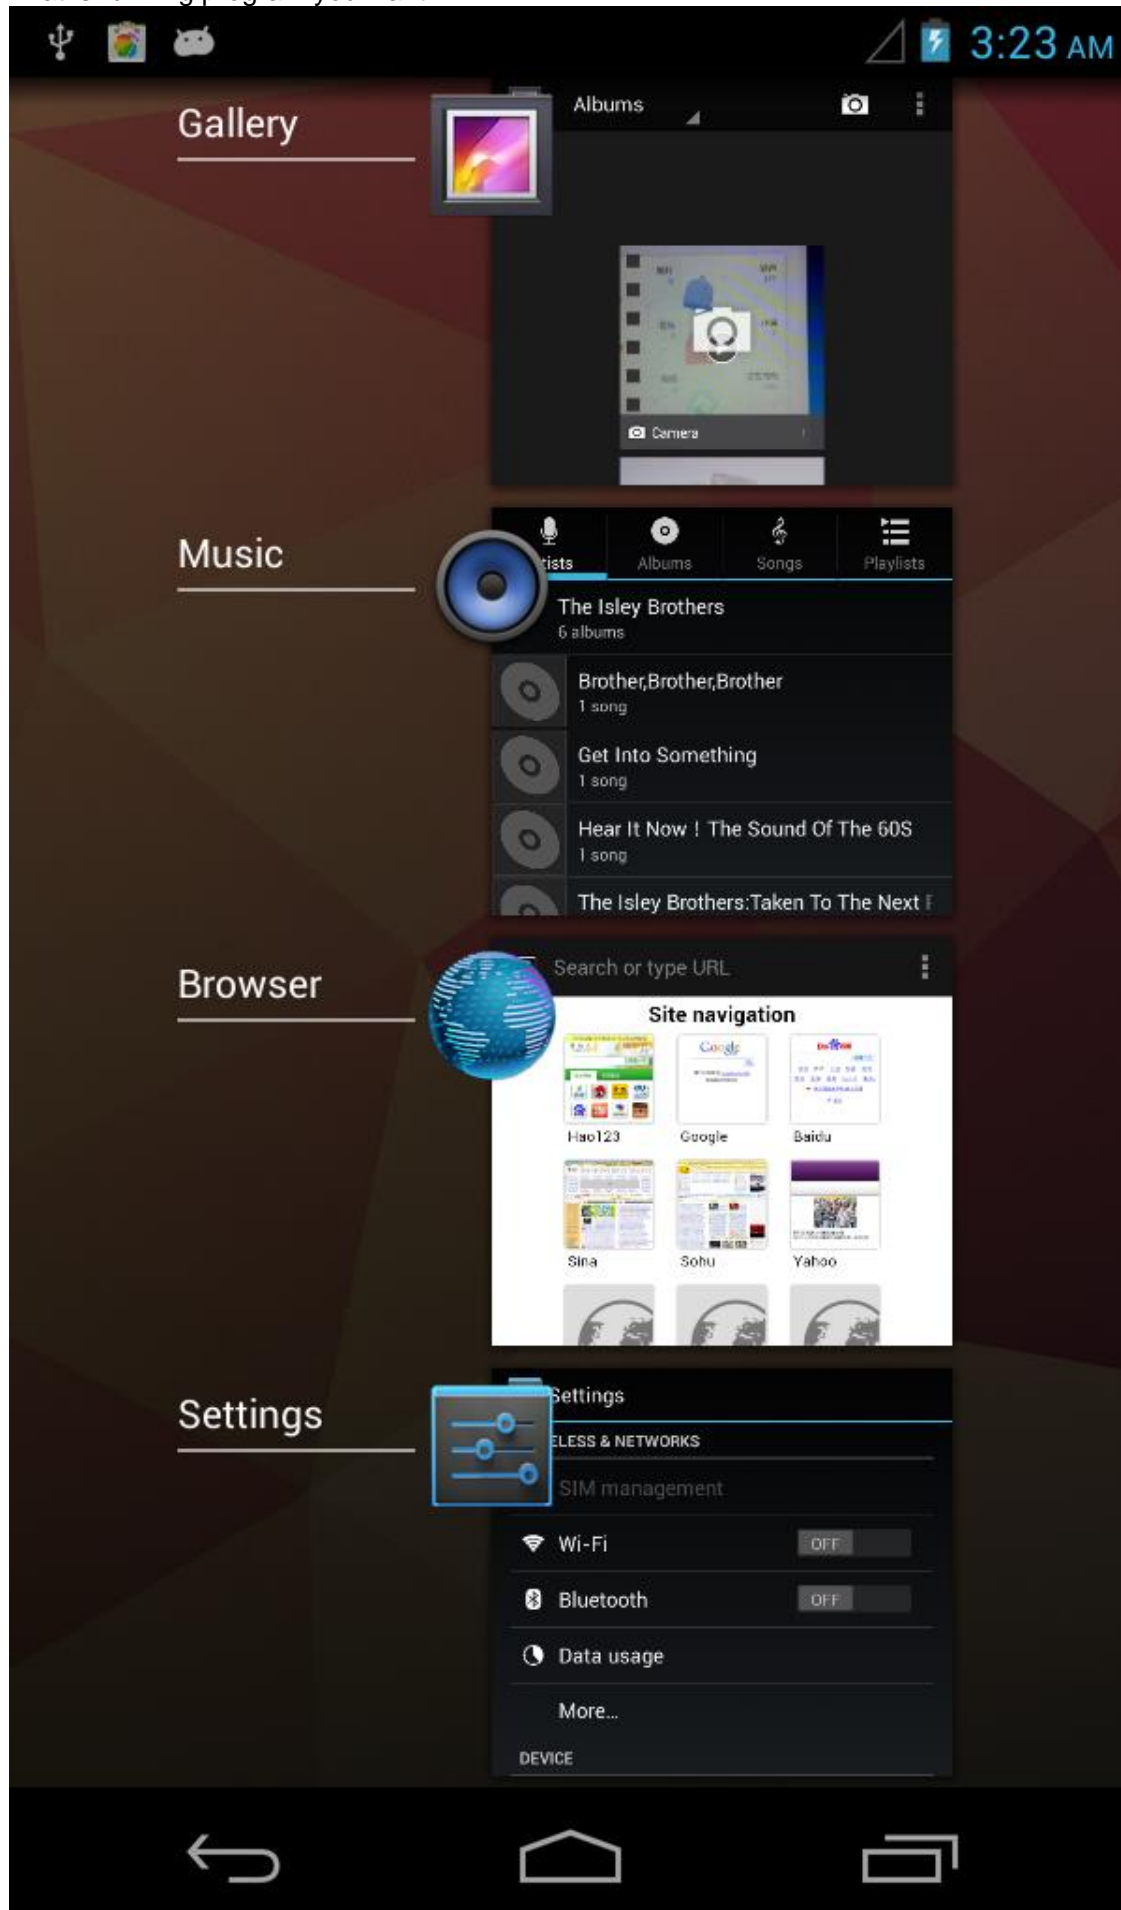 3:23 AM
Gallery
Albums
Camera
Music
Albums
Songs
Playlists
The Isley Brothers
6 albums
Brother,Brother,Brother
1 song
Get Into Something
1 song
Hear It Now ! The Sound Of The 60S
1 song
The Isley Brothers:Taken To The Next
Browser
Search or type URL
Site navigation
Hao123 Google Baidu
Sina Sohu Yahoo
Settings
Settings
ELESS & NETWORKS
SIM management
Wi-Fi OFF
Bluetooth OFF
Data usage
More...
DEVICE